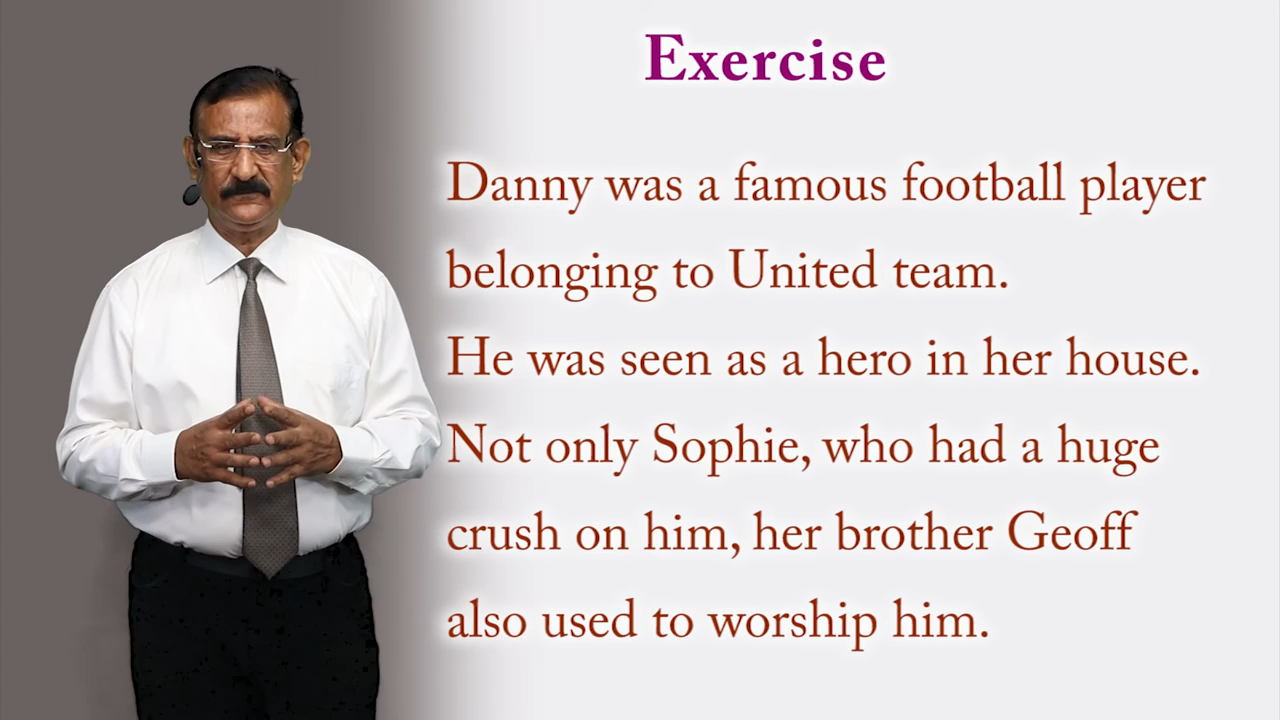 Exercise
Danny was a famous football player
belonging to United team.
He was seen as a hero in her house.
Not only Sophie, who had a huge
crush on him, her brother Geoff
also used to worship him.